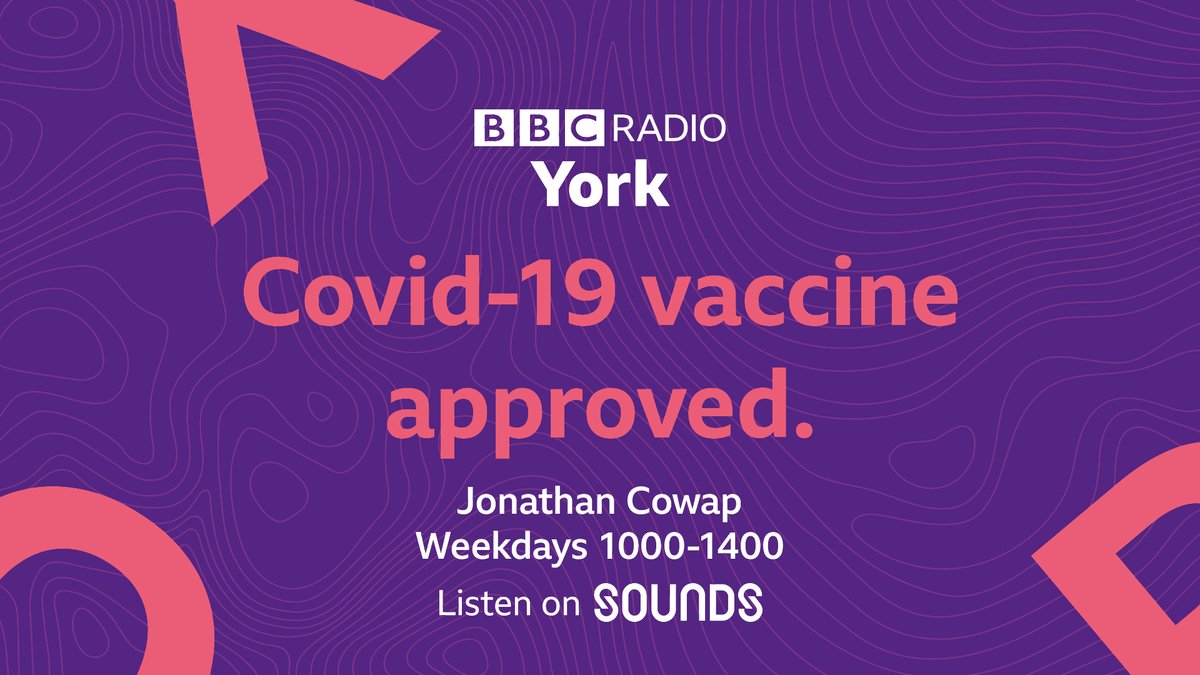 BBC RADIO
York
Covid-19 vaccine
approved.
Jonathan Cowap
Weekdays 1000-1400
Listen on SOUNDS